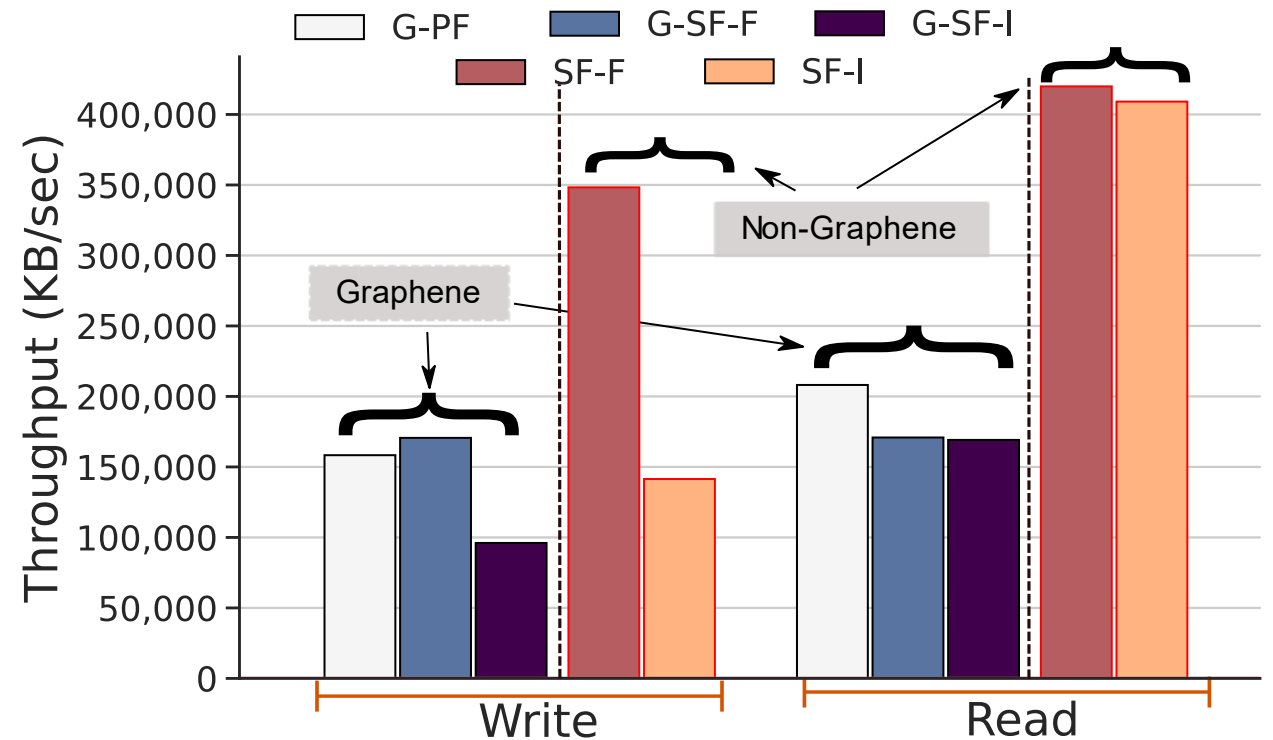 G-PF G-SF-F G-SF-I
SF-F SF-I
Throughput (KB/sec)
400,000
350,000
300,000
250,000
200,000
150,000
100,000
50,000
0
Non-Graphene
Graphene
Write Read